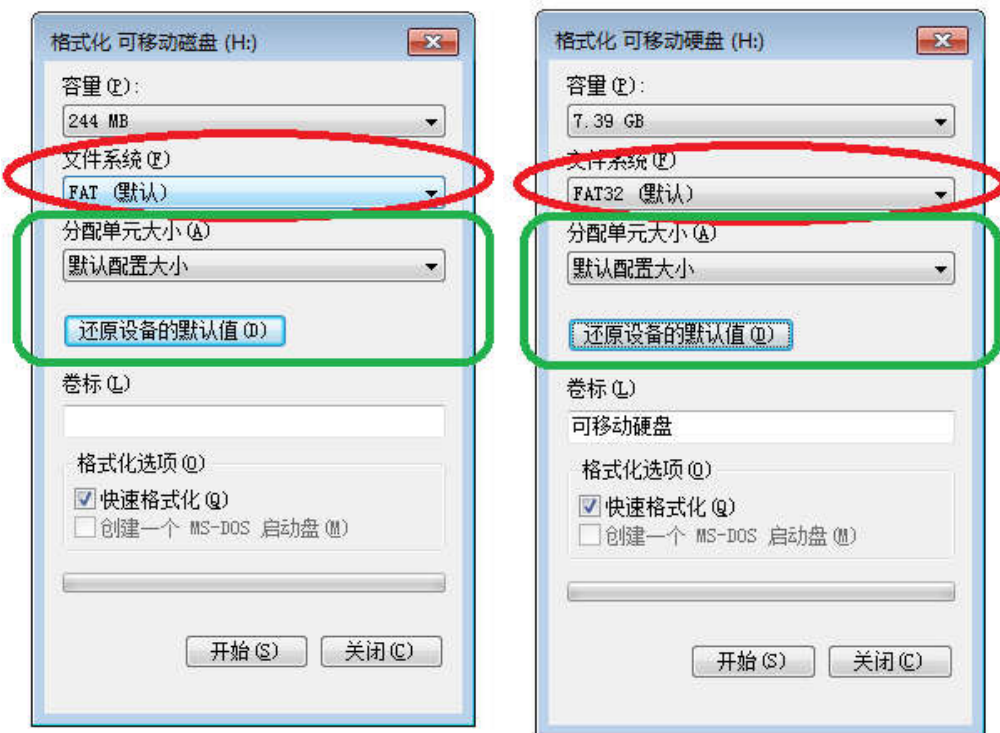 格式化 可移动磁盘 (H:)
容量(P):
244 MB
文件系统(F)
FAT (默认)
分配单元大小(A)
默认配置大小
还原设备的默认值(D)
卷标(L)
格式化选项(O)
快速格式化(Q)
创建一个 MS-DOS 启动盘(M)
开始(S)
关闭(C)
格式化 可移动硬盘 (H:)
容量(P):
7.39 GB
文件系统(F)
FAT32 (默认)
分配单元大小(A)
默认配置大小
还原设备的默认值(D)
卷标(L)
可移动硬盘
格式化选项(O)
快速格式化(Q)
创建一个 MS-DOS 启动盘(M)
开始(S)
关闭(C)